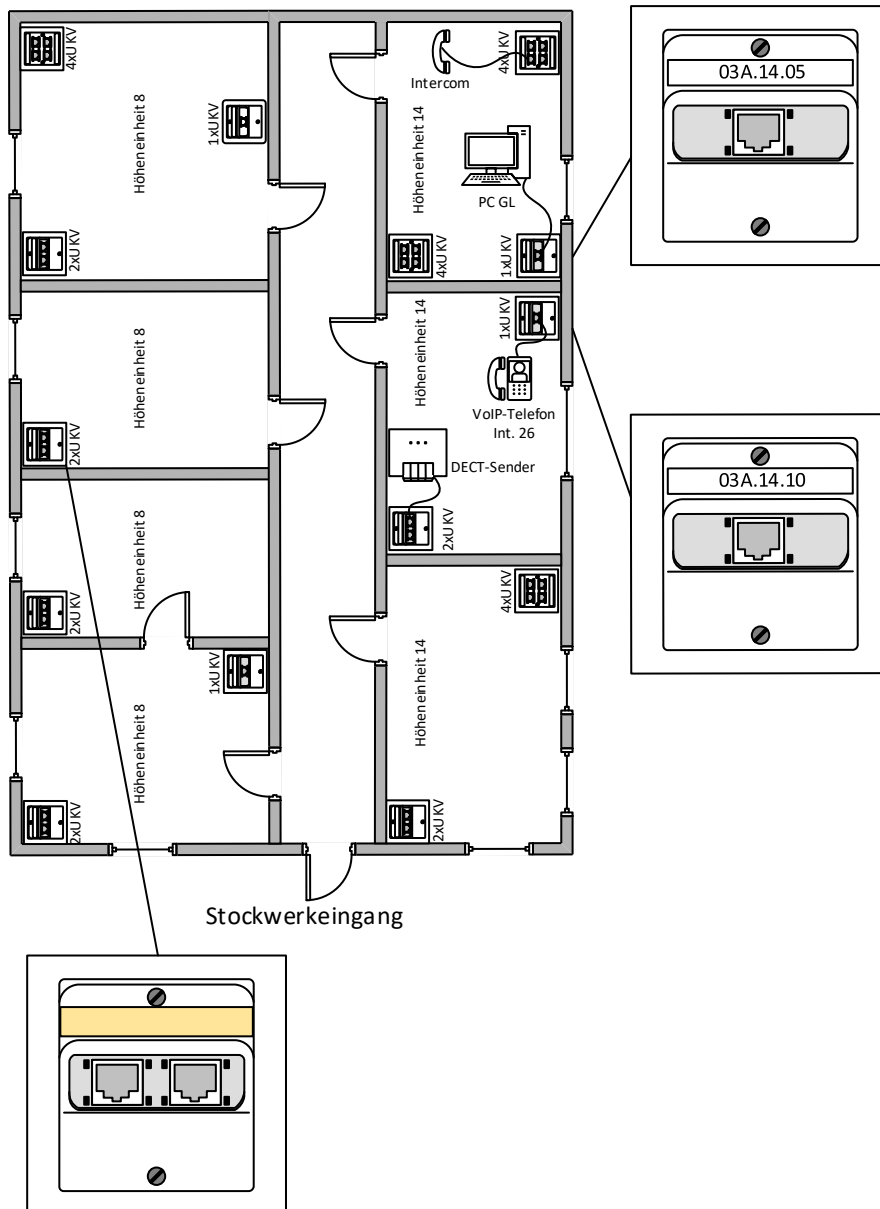 4xU KV
Höheneinheit 8
1xU KV
2xU KV
Intercom
4xU KV
Höheneinheit 14
PC GL
4xU KV
1xU KV
03A.14.05
Höheneinheit 8
2xU KV
Höheneinheit 14
1xU KV
VoIP-Telefon
Int. 26
DECT-Sender
2xU KV
03A.14.10
Höheneinheit 8
2xU KV
Höheneinheit 8
1xU KV
2xU KV
4xU KV
Höheneinheit 14
2xU KV
Stockwerkeingang